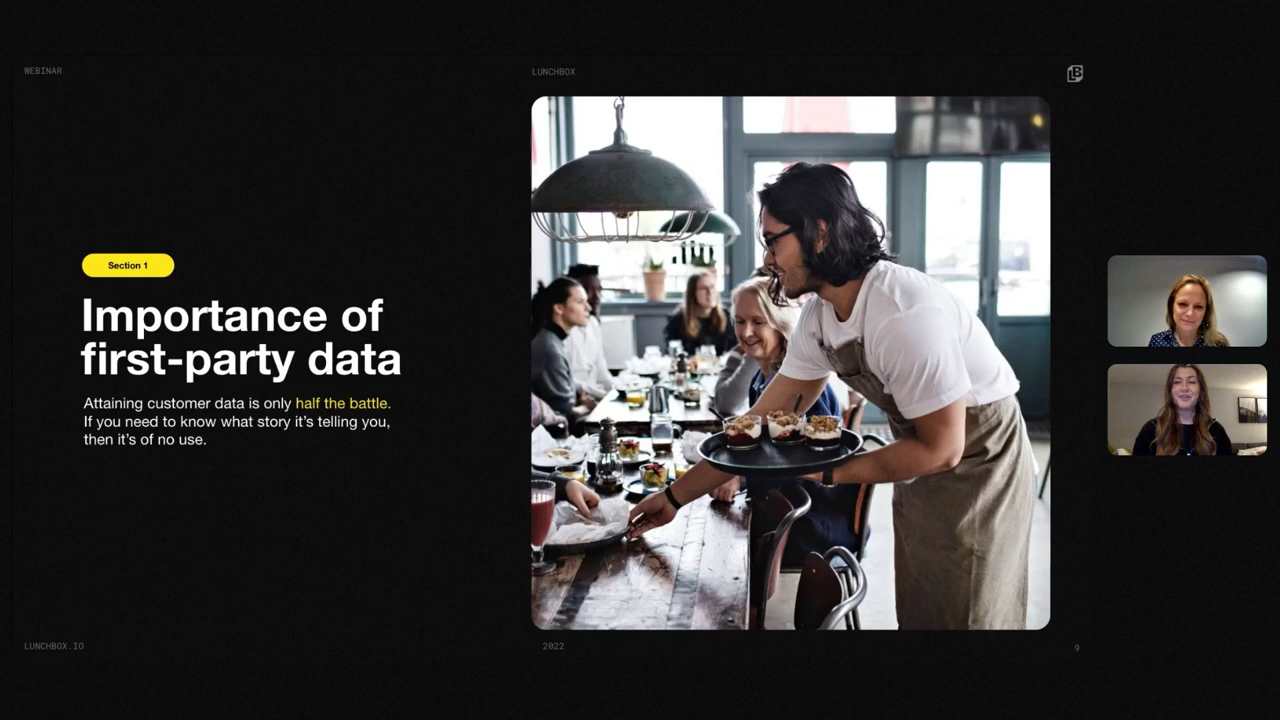 WEBINAR
LUNCHBOX
Section 1
Importance of
first-party data
Attaining customer data is only half the battle.
If you need to know what story it's telling you,
then it's of no use.
LUNCHBOX.IO
2022
9